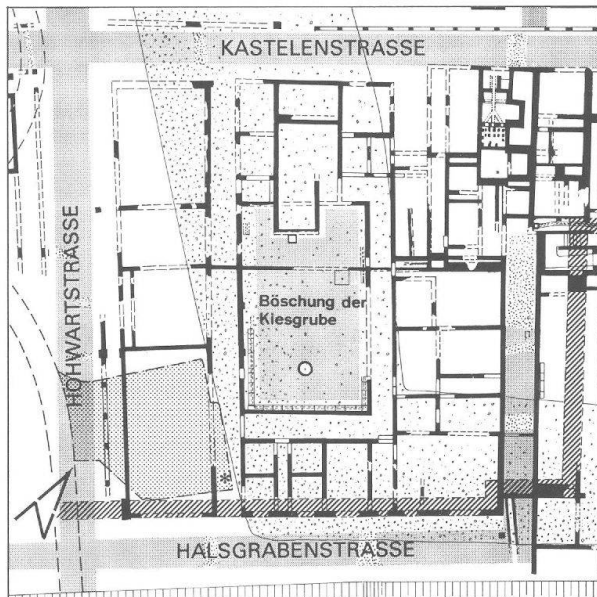 KASTELENSTRASSE
HOHWARTSTRASSE
Böschung der
Kiesgrube
HALSGRABENSTRASSE